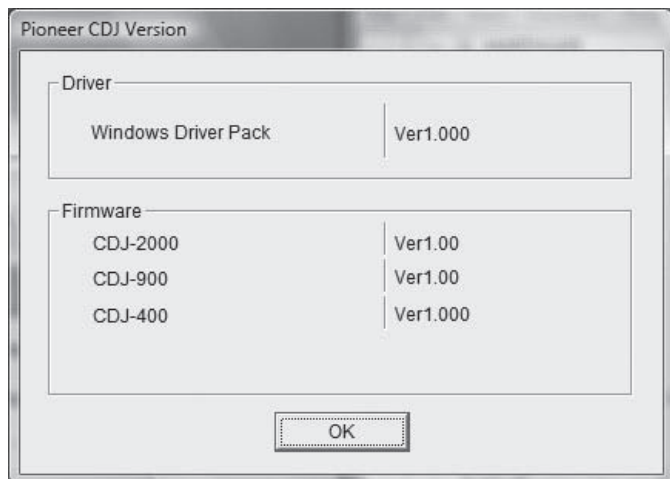 Pioneer CDJ Version
Driver
Windows Driver Pack Ver1.000
Firmware
CDJ-2000 Ver1.00
CDJ-900 Ver1.00
CDJ-400 Ver1.000
OK